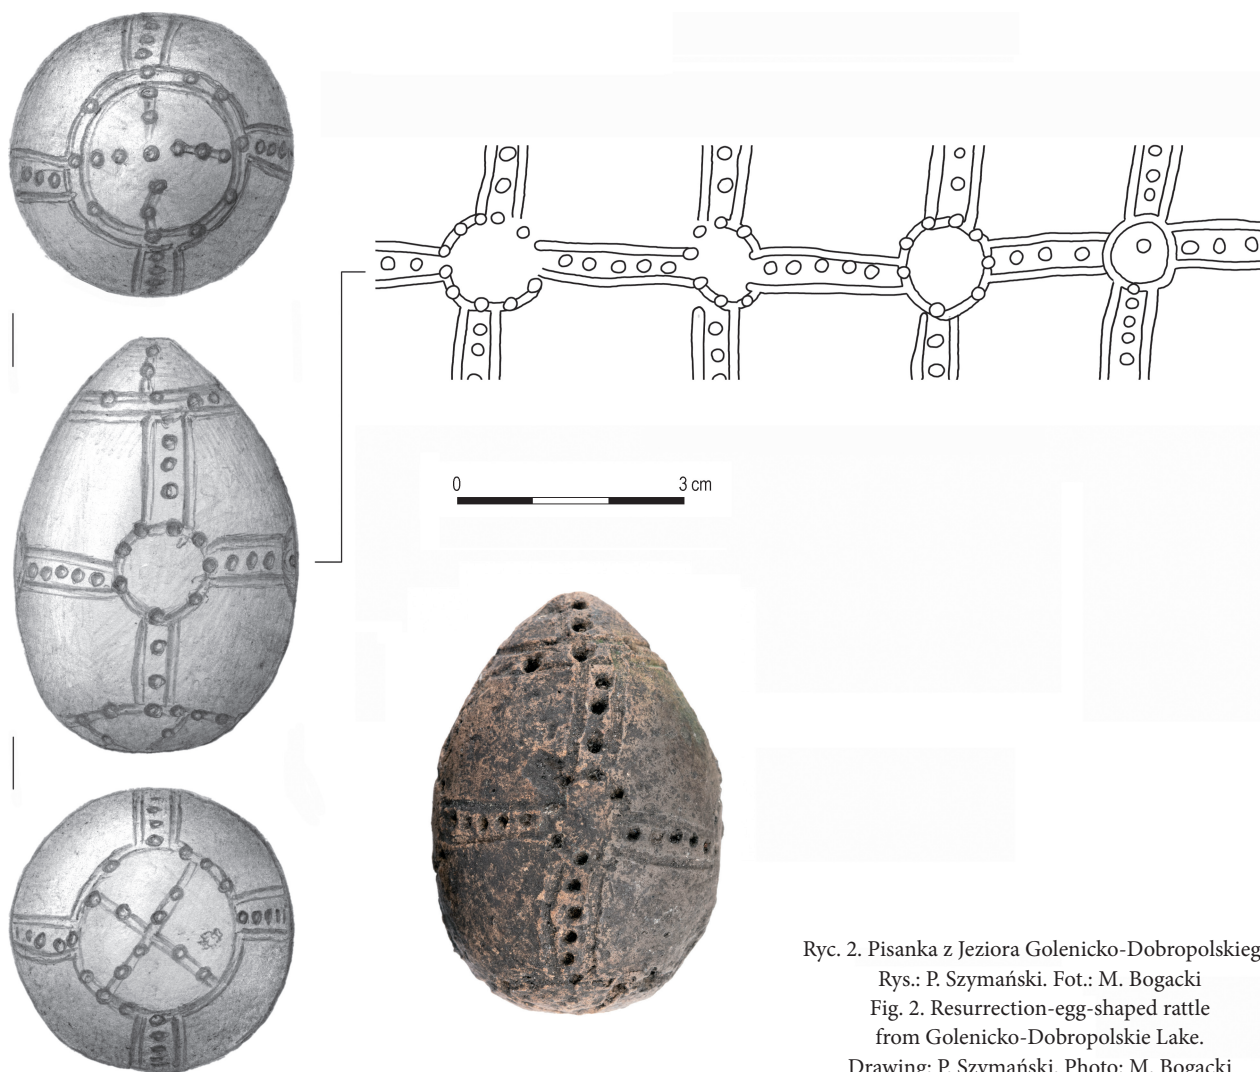 0 3 cm
Ryc. 2. Pisanka z Jeziora Golenicko-Dobropolskieg
Rys.: P. Szymański. Fot.: M. Bogacki
Fig. 2. Resurrection-egg-shaped rattle
from Golenicko-Dobropolskie Lake.
Drawing: P. Szymański. Photo: M. Bogacki